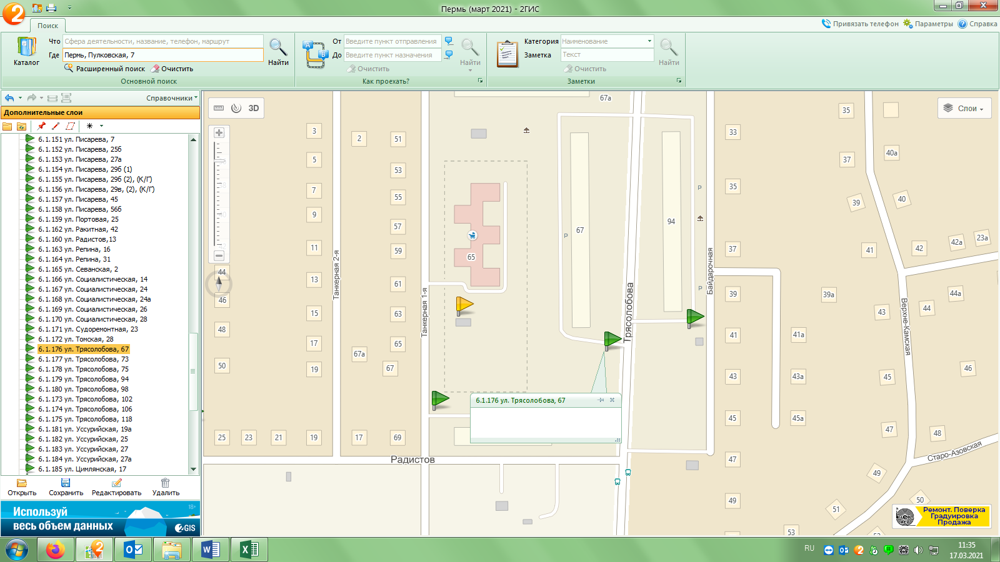 Пермь (март 2021) - 2ГИС
Поиск
Привязать телефон
Параметры
Справка
Каталог
Что
Сфера деятельности, название, телефон, маршрут
Где
Пермь, Пулковская, 7
Расширенный поиск
Очистить
Найти
Основной поиск
От
Введите пункт отправления
До
Введите пункт назначения
Очистить
Найти
Как проехать?
Категория
Наименование
Заметка
Текст
Очистить
Найти
Заметки
Справочники
Дополнительные слои
6.1.151 ул. Писарева, 7
6.1.152 ул. Писарева, 25б
6.1.153 ул. Писарева, 27а
6.1.154 ул. Писарева, 29б (1)
6.1.155 ул. Писарева, 29б (2), (К/Г)
6.1.156 ул. Писарева, 29в, (2), (К/Г)
6.1.157 ул. Писарева, 45
6.1.158 ул. Писарева, 56б
6.1.159 ул. Портовая, 25
6.1.162 ул. Ракитная, 42
6.1.160 ул. Радистов,13
6.1.163 ул. Репина, 16
6.1.164 ул. Репина, 31
6.1.165 ул. Севанская, 2
6.1.166 ул. Социалистическая, 14
6.1.167 ул. Социалистическая, 24
6.1.168 ул. Социалистическая, 24а
6.1.169 ул. Социалистическая, 26
6.1.170 ул. Социалистическая, 28
6.1.171 ул. Судоремонтная, 23
6.1.172 ул. Томская, 28
6.1.176 ул. Трясолобова, 67
6.1.177 ул. Трясолобова, 73
6.1.178 ул. Трясолобова, 75
6.1.179 ул. Трясолобова, 94
6.1.180 ул. Трясолобова, 98
6.1.173 ул. Трясолобова, 102
6.1.174 ул. Трясолобова, 106
6.1.175 ул. Трясолобова, 118
6.1.181 ул. Уссурийская, 19а
6.1.182 ул. Уссурийская, 25
6.1.183 ул. Уссурийская, 27
6.1.184 ул. Уссурийская, 27а
6.1.185 ул. Цимлянская, 17
Открыть
Сохранить
Редактировать
Удалить
Используй
18+
весь объем данных
2GIS
3D
Слои
67а
3
2
51
5
53
7
55
9
57
11
59
44
13
61
46
15
63
48
17
65
67а
50
19
67
25
23
21
19
17
69
Танкерная 2-я
Танкерная 1-я
65
67
94
P
P
P
Трясолобова
Байдарочная
Радистов
6.1.176 ул. Трясолобова, 67
33
35
37
39
41
43
45
47
49
35
37
40а
39
40
41
42
42а
23а
39а
43
44
44а
41а
43а
45а
45
46
47
48
49
50
51
53
Верхне-Камская
Старо-Азовская
Ремонт. Поверка
Градуировка
Продажа
RU
11:35
17.03.2021